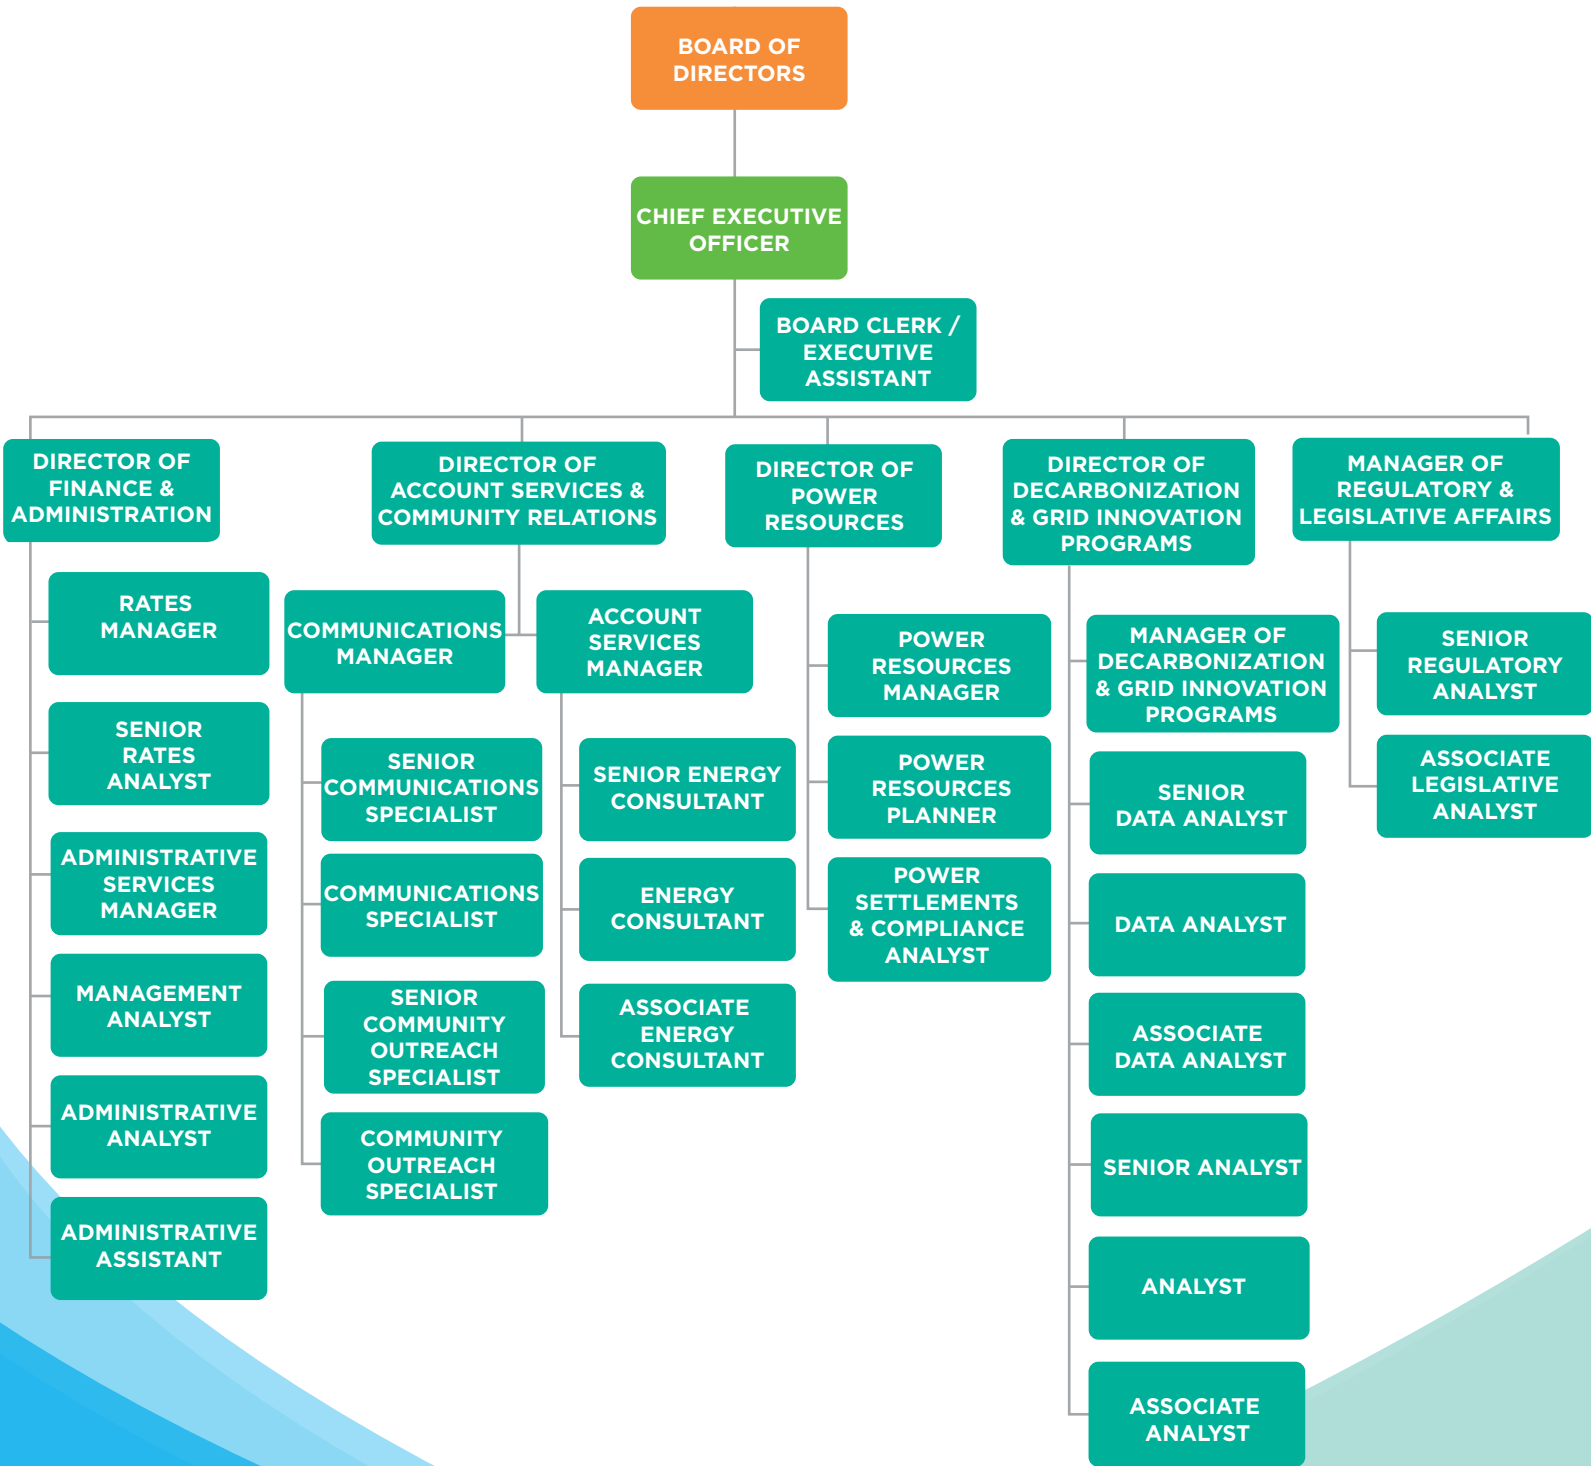 BOARD OF
DIRECTORS
CHIEF EXECUTIVE
OFFICER
BOARD CLERK /
EXECUTIVE
ASSISTANT
DIRECTOR OF
FINANCE &
ADMINISTRATION
RATES
MANAGER
SENIOR
RATES
ANALYST
ADMINISTRATIVE
SERVICES
MANAGER
MANAGEMENT
ANALYST
ADMINISTRATIVE
ANALYST
ADMINISTRATIVE
ASSISTANT
DIRECTOR OF
ACCOUNT SERVICES &
COMMUNITY RELATIONS
COMMUNICATIONS
MANAGER
SENIOR
COMMUNICATIONS
SPECIALIST
COMMUNICATIONS
SPECIALIST
SENIOR
COMMUNITY
OUTREACH
SPECIALIST
COMMUNITY
OUTREACH
SPECIALIST
ACCOUNT
SERVICES
MANAGER
SENIOR ENERGY
CONSULTANT
ENERGY
CONSULTANT
ASSOCIATE
ENERGY
CONSULTANT
DIRECTOR OF
POWER
RESOURCES
POWER
RESOURCES
MANAGER
POWER
RESOURCES
PLANNER
POWER
SETTLEMENTS
& COMPLIANCE
ANALYST
DIRECTOR OF
DECARBONIZATION
& GRID INNOVATION
PROGRAMS
MANAGER OF
DECARBONIZATION
& GRID INNOVATION
PROGRAMS
SENIOR
DATA ANALYST
DATA ANALYST
ASSOCIATE
DATA ANALYST
SENIOR ANALYST
ANALYST
ASSOCIATE
ANALYST
MANAGER OF
REGULATORY &
LEGISLATIVE AFFAIRS
SENIOR
REGULATORY
ANALYST
ASSOCIATE
LEGISLATIVE
ANALYST